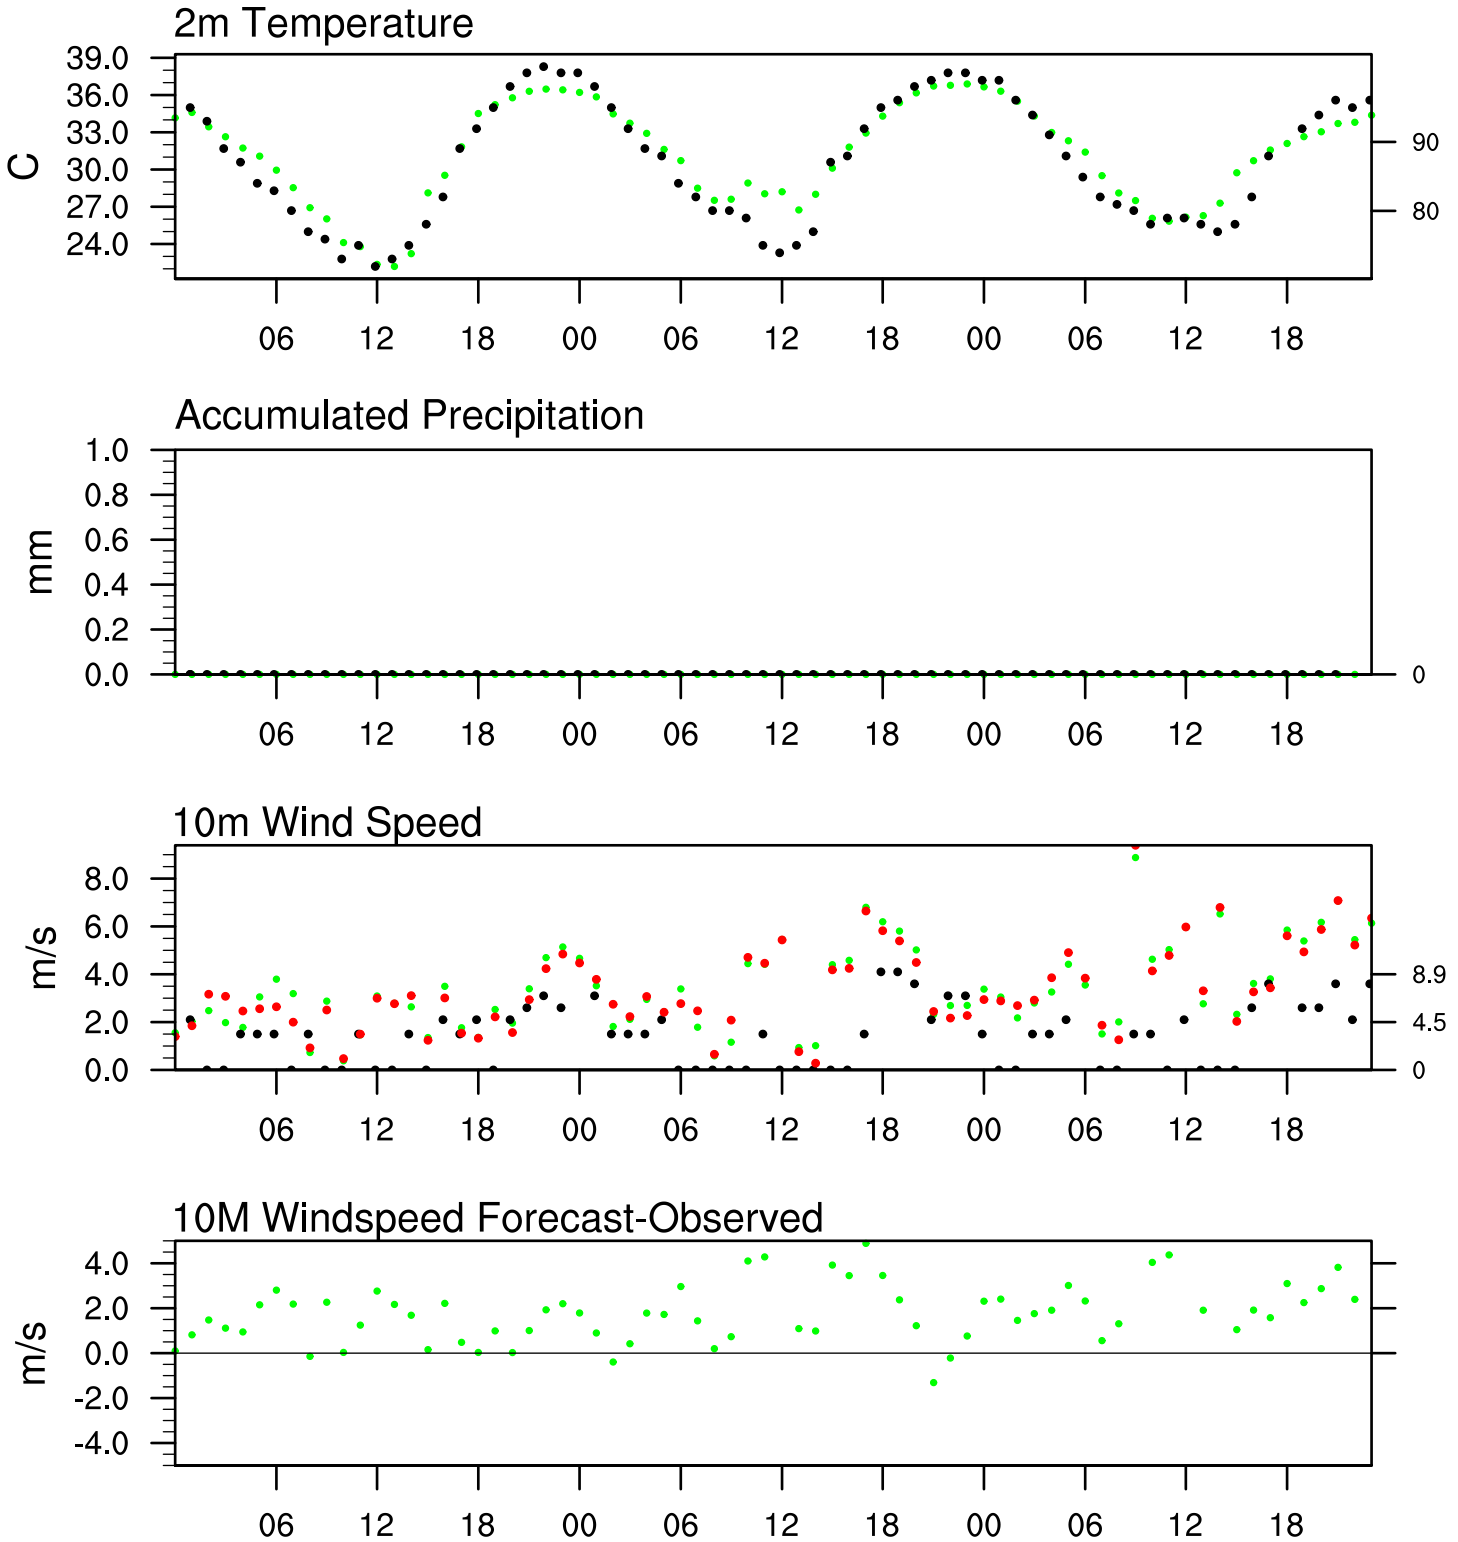 2m Temperature
39.0
36.0
33.0
30.0
27.0
24.0
C
90
80
06 12 18 00 06 12 18 00 06 12 18
Accumulated Precipitation
1.0
0.8
0.6
0.4
0.2
0.0
mm
0
06 12 18 00 06 12 18 00 06 12 18
10m Wind Speed
8.0
6.0
4.0
2.0
0.0
m/s
8.9
4.5
0
06 12 18 00 06 12 18 00 06 12 18
10M Windspeed Forecast-Observed
4.0
2.0
0.0
-2.0
-4.0
m/s
06 12 18 00 06 12 18 00 06 12 18